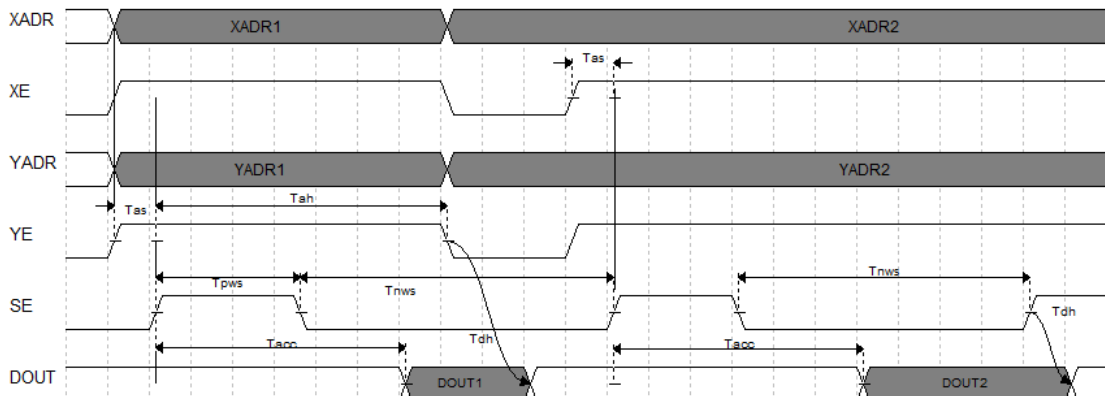 XADR XADR1 XADR2
Tas
XE
YADR YADR1 YADR2
Tas Tah
YE
Tpws Tnws Tnws
SE
Tacc Tdh Tacc Tdh
DOUT DOUT1 DOUT2